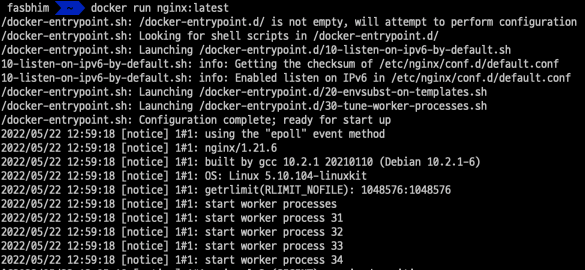 fasbhim ~ docker run nginx:latest
/docker-entrypoint.sh: /docker-entrypoint.d/ is not empty, will attempt to perform configuration
/docker-entrypoint.sh: Looking for shell scripts in /docker-entrypoint.d/
/docker-entrypoint.sh: Launching /docker-entrypoint.d/10-listen-on-ipv6-by-default.sh
10-listen-on-ipv6-by-default.sh: info: Getting the checksum of /etc/nginx/conf.d/default.conf
10-listen-on-ipv6-by-default.sh: info: Enabled listen on IPv6 in /etc/nginx/conf.d/default.conf
/docker-entrypoint.sh: Launching /docker-entrypoint.d/20-envsubst-on-templates.sh
/docker-entrypoint.sh: Launching /docker-entrypoint.d/30-tune-worker-processes.sh
/docker-entrypoint.sh: Configuration complete; ready for start up
2022/05/22 12:59:18 [notice] 1#1: using the "epoll" event method
2022/05/22 12:59:18 [notice] 1#1: nginx/1.21.6
2022/05/22 12:59:18 [notice] 1#1: built by gcc 10.2.1 20210110 (Debian 10.2.1-6)
2022/05/22 12:59:18 [notice] 1#1: OS: Linux 5.10.104-linuxkit
2022/05/22 12:59:18 [notice] 1#1: getrlimit(RLIMIT_NOFILE): 1048576:1048576
2022/05/22 12:59:18 [notice] 1#1: start worker processes
2022/05/22 12:59:18 [notice] 1#1: start worker process 31
2022/05/22 12:59:18 [notice] 1#1: start worker process 32
2022/05/22 12:59:18 [notice] 1#1: start worker process 33
2022/05/22 12:59:18 [notice] 1#1: start worker process 34